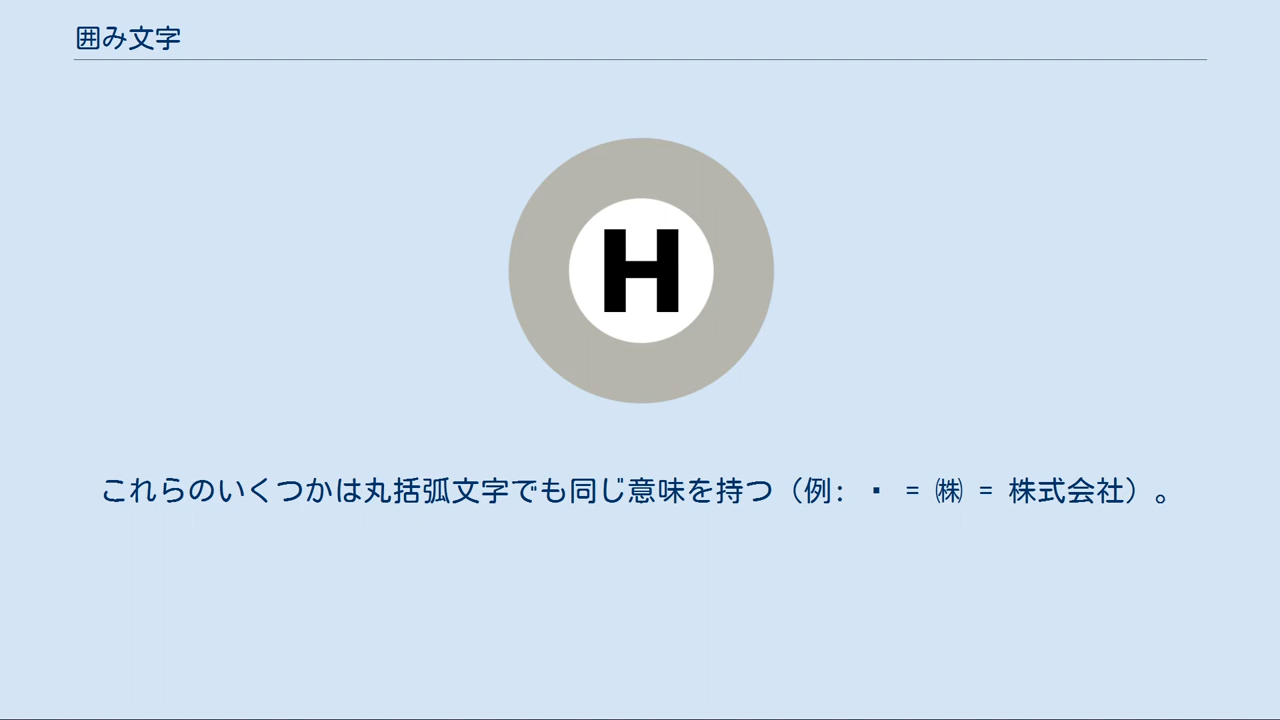 囲み文字
H
これらのいくつかは丸括弧文字でも同じ意味を持つ（例: ▪ = ㈱ = 株式会社）。